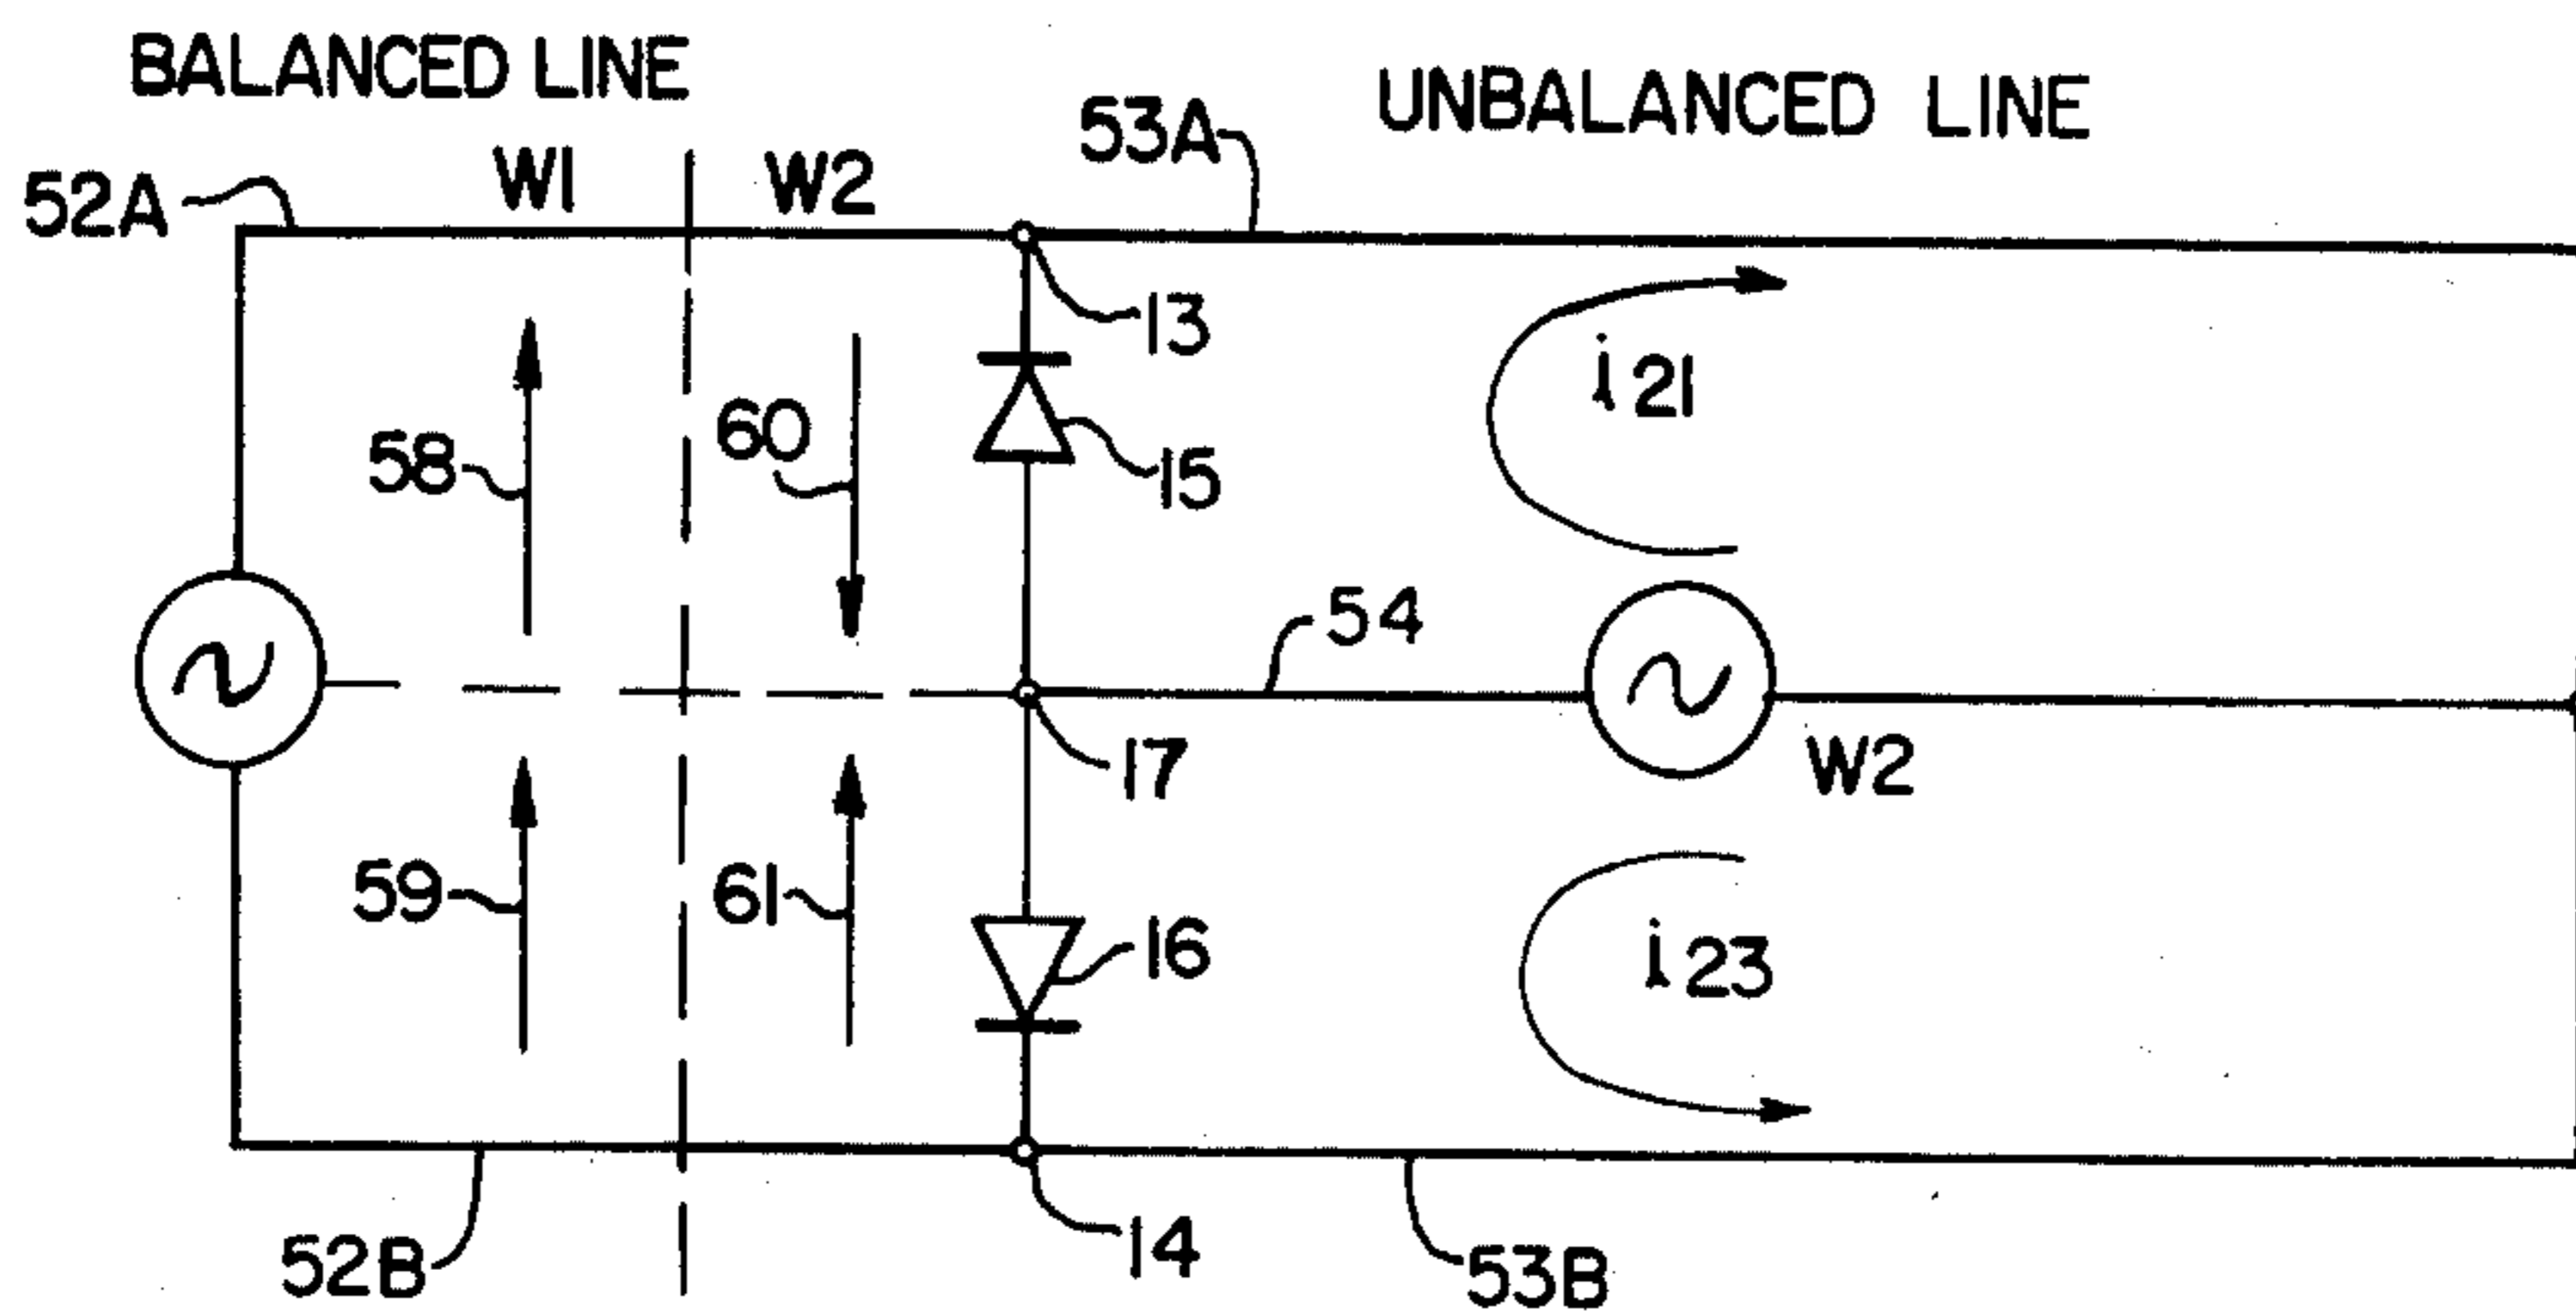 BALANCED LINE
UNBALANCED LINE
53A
52A
W1
W2
13
i21
60
58
15
54
17
W2
59
61
16
i23
14
52B
53B